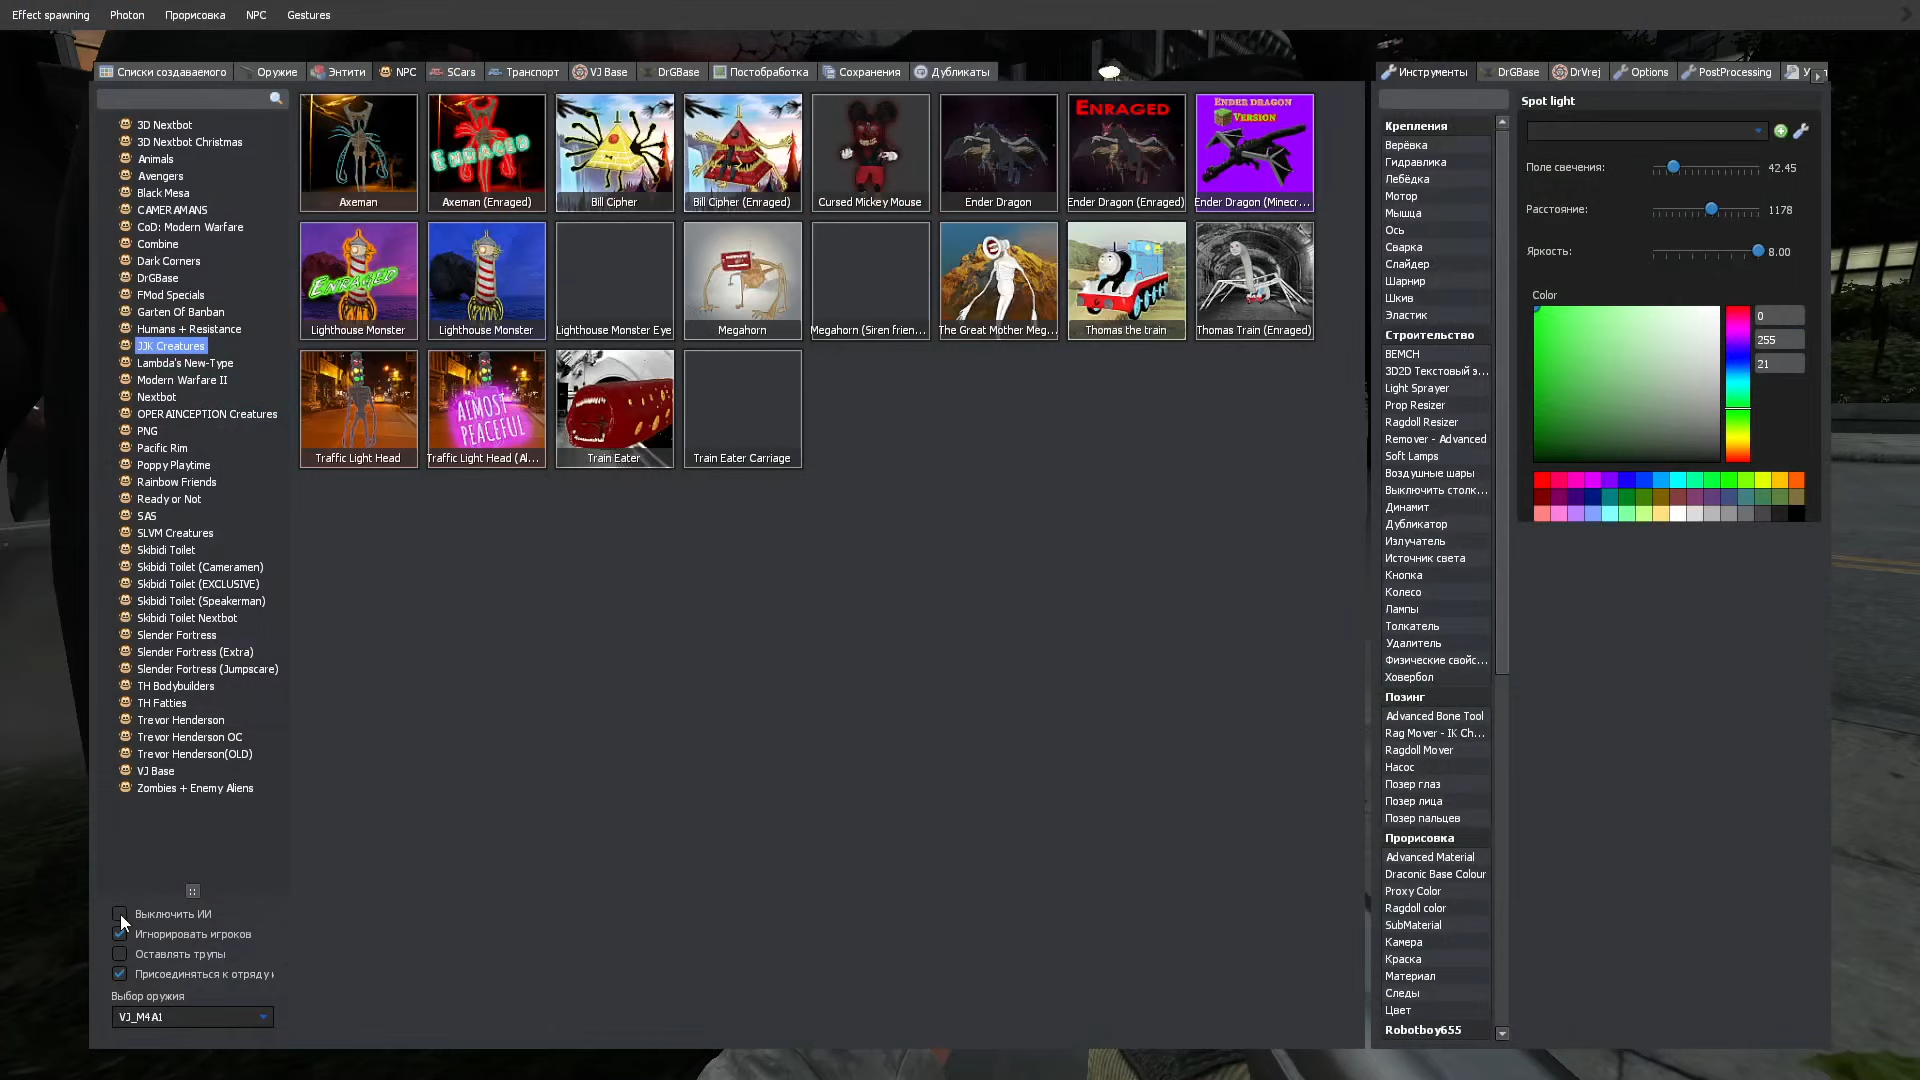 Effect spawning
Photon
Прорисовка
NPC
Gestures
Списки создаваемого
Оружие
Энтити
NPC
SCars
Транспорт
VJ Base
DrGBase
Постобработка
Сохранения
Дубликаты
Инструменты
DrGBase
DrVrej
Options
PostProcessing
3D Nextbot
3D Nextbot Christmas
Animals
Avengers
Black Mesa
CAMERAMANS
CoD: Modern Warfare
Combine
Dark Corners
DrGBase
FMod Specials
Garten Of Banban
Humans + Resistance
JJK Creatures
Lambda's New-Type
Modern Warfare II
Nextbot
OPERAINCEPTION Creatures
PNG
Pacific Rim
Poppy Playtime
Rainbow Friends
Ready or Not
SAS
SLVM Creatures
Skibidi Toilet
Skibidi Toilet (Cameramen)
Skibidi Toilet (EXCLUSIVE)
Skibidi Toilet (Speakerman)
Skibidi Toilet Nextbot
Slender Fortress
Slender Fortress (Extra)
Slender Fortress (Jumpscare)
TH Bodybuilders
TH Fatties
Trevor Henderson
Trevor Henderson OC
Trevor Henderson(OLD)
VJ Base
Zombies + Enemy Aliens
Выключить ИИ
Игнорировать игроков
Оставлять трупы
Присоединяться к отряду
Выбор оружия
VJ_M4A1
Axeman
ENRAGED
Axeman (Enraged)
Bill Cipher
Bill Cipher (Enraged)
Cursed Mickey Mouse
Ender Dragon
ENRAGED
Ender Dragon (Enraged)
ENDER DRAGON
VERSION
Ender Dragon (Minecr...
ENRAGED
Lighthouse Monster
Lighthouse Monster
Lighthouse Monster Eye
Megahorn
Megahorn (Siren frien...
The Great Mother Meg...
Thomas the train
Thomas Train (Enraged)
Traffic Light Head
ALMOST
PEACEFUL
Traffic Light Head (Al...
Train Eater
Train Eater Carriage
Крепления
Верёвка
Гидравлика
Лебёдка
Мотор
Мышца
Ось
Сварка
Слайдер
Шарнир
Шкив
Эластик
Строительство
BEMCH
3D2D Текстовый э...
Light Sprayer
Prop Resizer
Ragdoll Resizer
Remover - Advanced
Soft Lamps
Воздушные шары
Выключить столк...
Динамит
Дубликатор
Излучатель
Источник света
Кнопка
Колесо
Лампы
Толкатель
Удалитель
Физические свойс...
Ховербол
Позинг
Advanced Bone Tool
Rag Mover - IK Ch...
Ragdoll Mover
Насос
Позер глаз
Позер лица
Позер пальцев
Прорисовка
Advanced Material
Draconic Base Colour
Proxy Color
Ragdoll color
SubMaterial
Камера
Краска
Материал
Следы
Цвет
Robotboy655
Spot light
Поле свечения:
42.45
Расстояние:
1178
Яркость:
8.00
Color
0
255
21